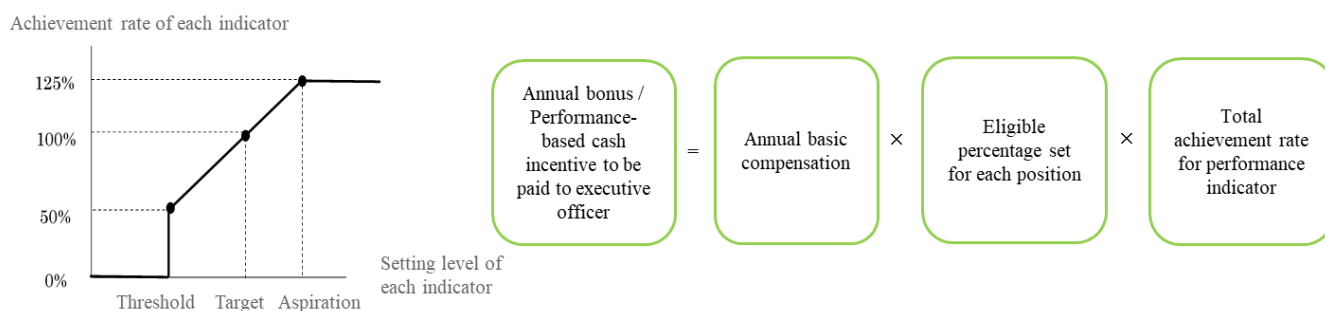 Achievement rate of each indicator
125%
100%
50%
0%
Threshold
Target
Aspiration
Setting level of
each indicator
Annual bonus /
Performance-
based cash
incentive to be
paid to executive
officer
=
Annual basic
compensation
×
Eligible
percentage set
for each position
×
Total
achievement rate
for performance
indicator